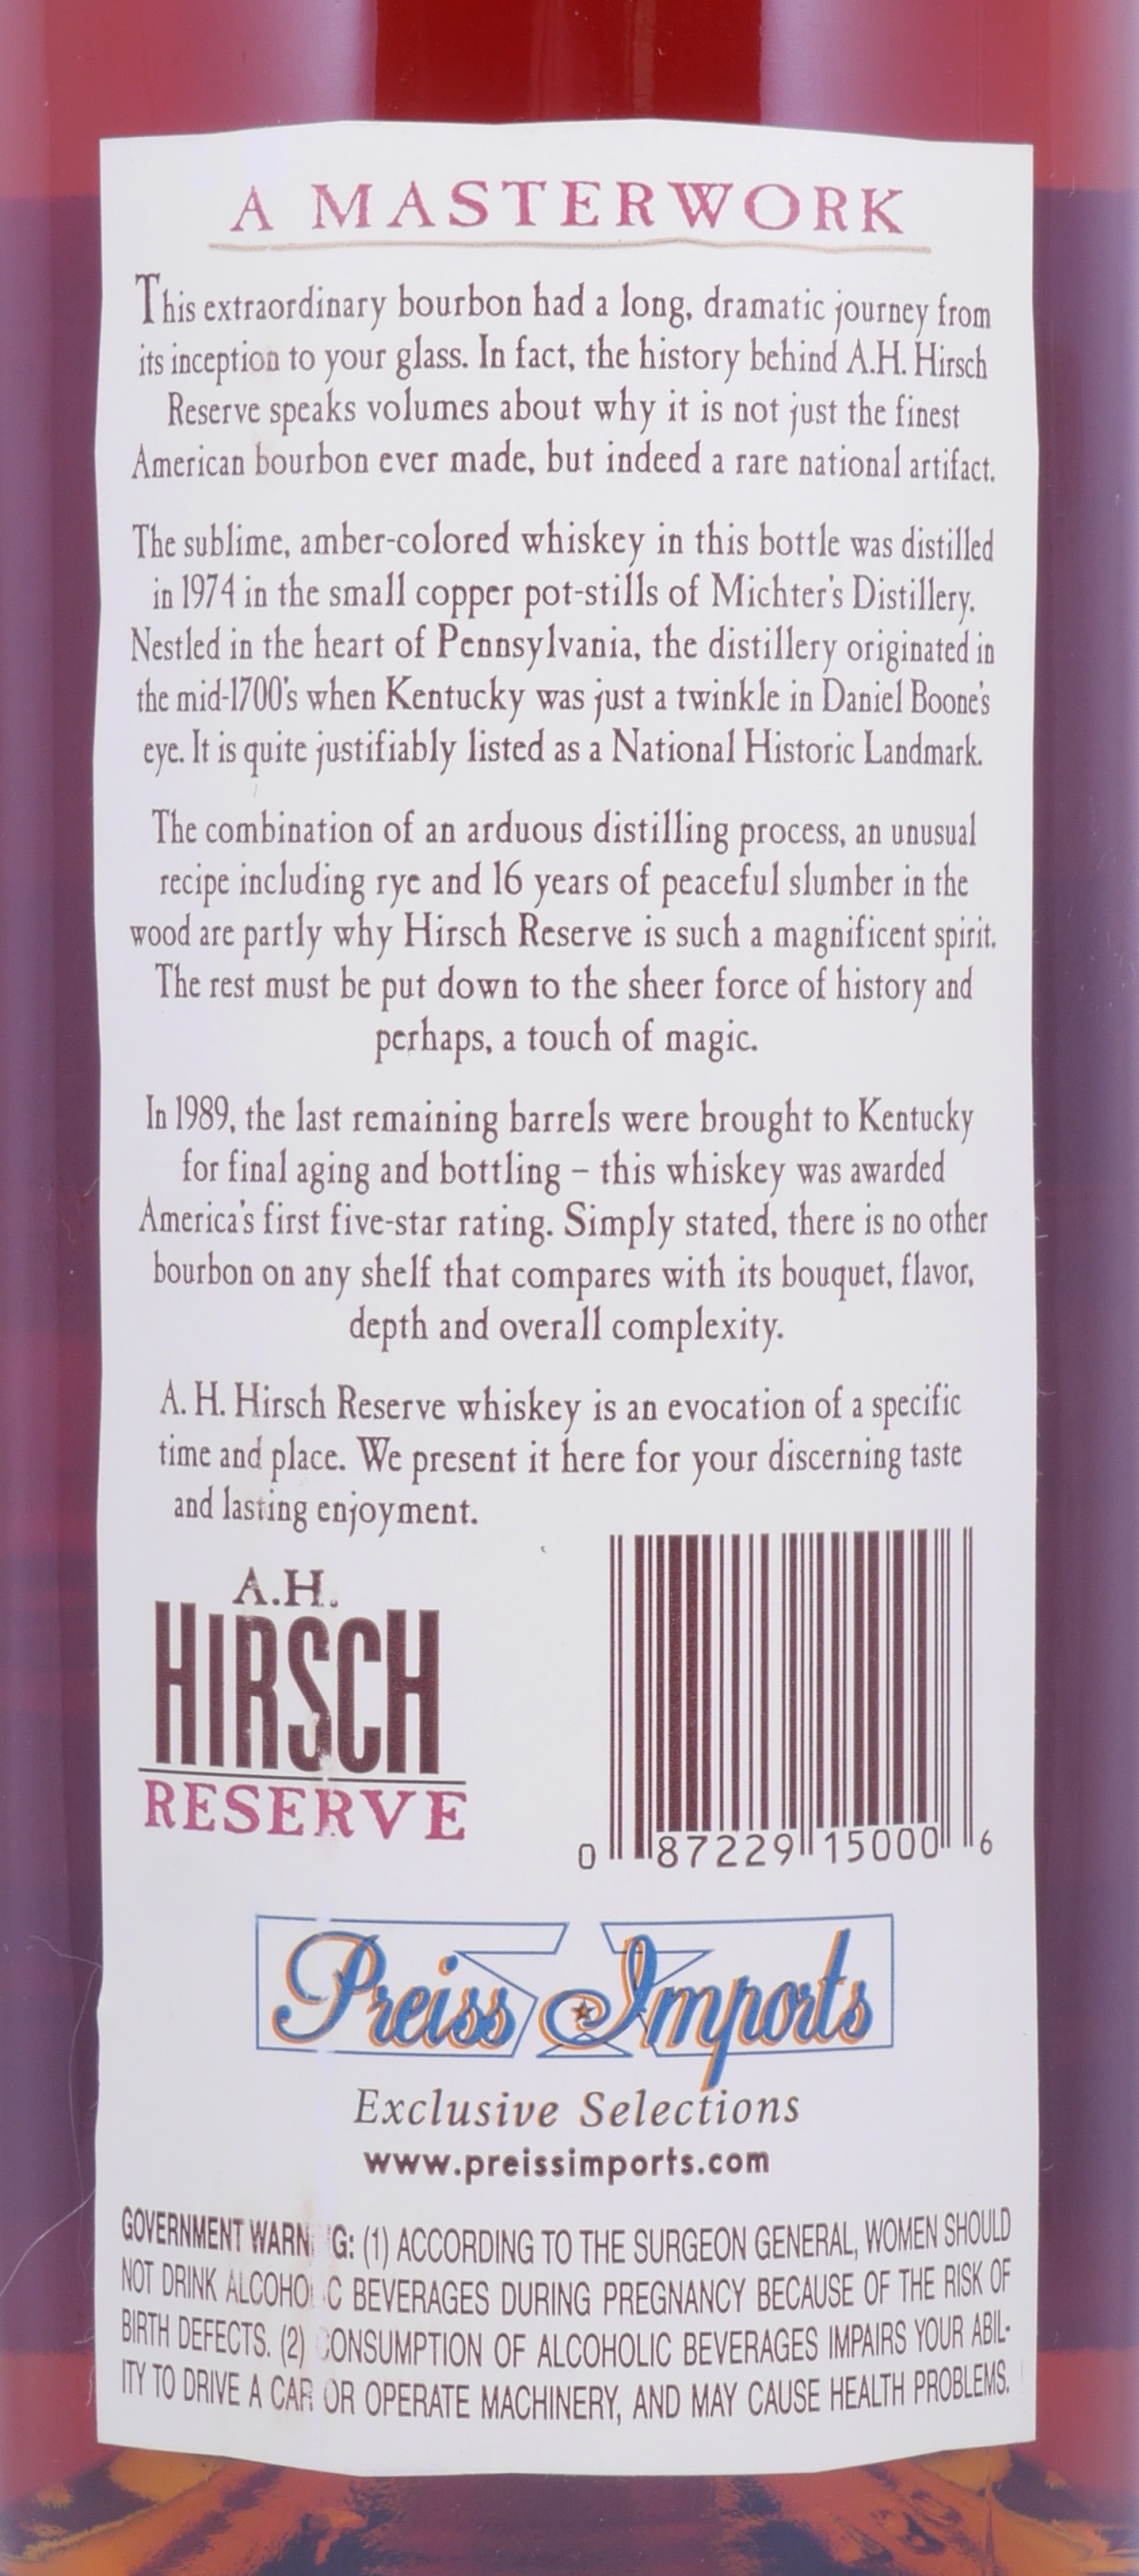 A MASTERWORK
This extraordinary bourbon had a long, dramatic journey from
its inception to your glass. In fact, the history behind A.H. Hirsch
Reserve speaks volumes about why it is not just the finest
American bourbon ever made, but indeed a rare national artifact.
The sublime, amber-colored whiskey in this bottle was distilled
in 1974 in the small copper pot-stills of Michter's Distillery.
Nestled in the heart of Pennsylvania, the distillery originated in
the mid-1700's when Kentucky was just a twinkle in Daniel Boone's
eye. It is quite justifiably listed as a National Historic Landmark.
The combination of an arduous distilling process, an unusual
recipe including rye and 16 years of peaceful slumber in the
wood are partly why Hirsch Reserve is such a magnificent spirit.
The rest must be put down to the sheer force of history and
perhaps, a touch of magic.
In 1989, the last remaining barrels were brought to Kentucky
for final aging and bottling – this whiskey was awarded
America's first five-star rating. Simply stated, there is no other
bourbon on any shelf that compares with its bouquet, flavor,
depth and overall complexity.
A. H. Hirsch Reserve whiskey is an evocation of a specific
time and place. We present it here for your discerning taste
and lasting enjoyment.
A.H.
HIRSCH
RESERVE
0 87229 15000 6
Preiss Imports
Exclusive Selections
www.preissimports.com
GOVERNMENT WARNING: (1) ACCORDING TO THE SURGEON GENERAL, WOMEN SHOULD
NOT DRINK ALCOHOLIC BEVERAGES DURING PREGNANCY BECAUSE OF THE RISK OF
BIRTH DEFECTS. (2) CONSUMPTION OF ALCOHOLIC BEVERAGES IMPAIRS YOUR ABIL-
ITY TO DRIVE A CAR OR OPERATE MACHINERY, AND MAY CAUSE HEALTH PROBLEMS.